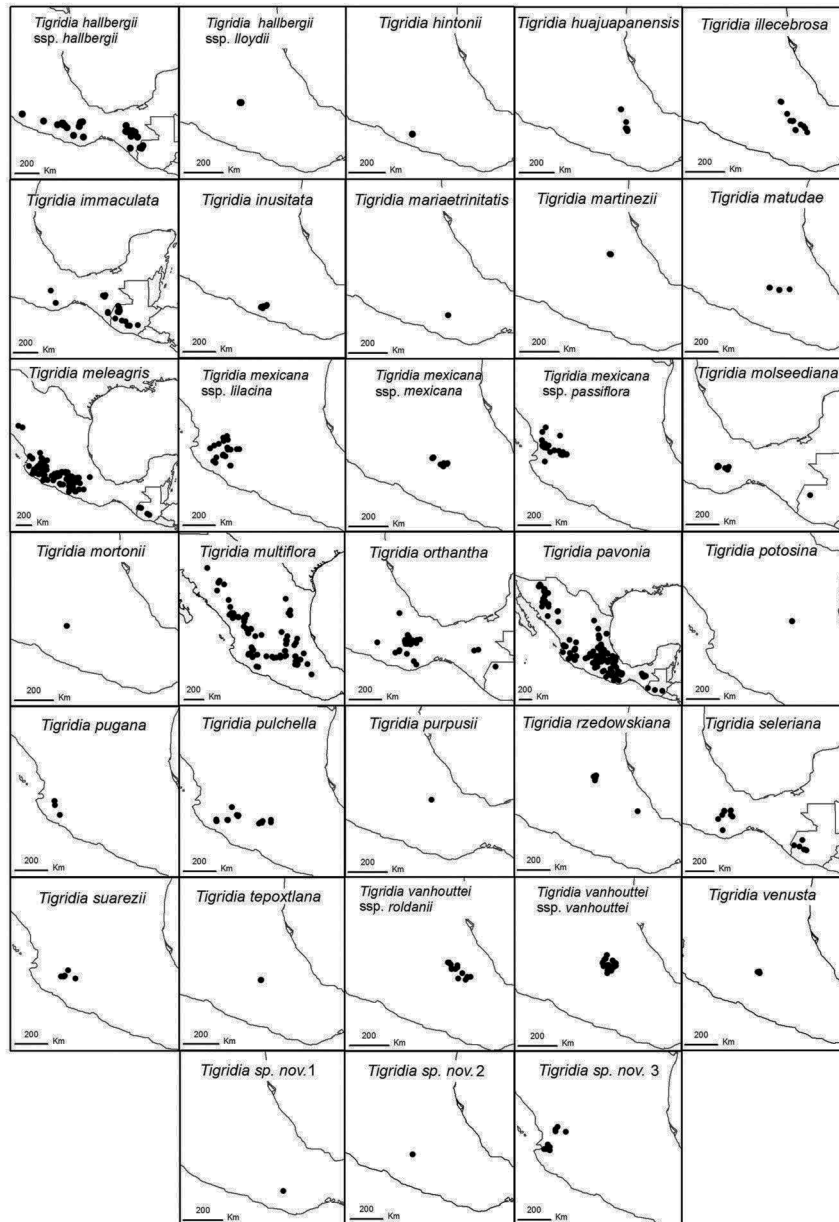 Tigridia hallbergii
ssp. hallbergii
200 Km
Tigridia hallbergii
ssp. lloydii
200 Km
Tigridia hintonii
200 Km
Tigridia huajuapanensis
200 Km
Tigridia illecebrosa
200 Km
Tigridia immaculata
200 Km
Tigridia inusitata
200 Km
Tigridia mariaetrinitatis
200 Km
Tigridia martinezii
200 Km
Tigridia matudae
200 Km
Tigridia meleagris
200 Km
Tigridia mexicana
ssp. lilacina
200 Km
Tigridia mexicana
ssp. mexicana
200 Km
Tigridia mexicana
ssp. passiflora
200 Km
Tigridia molseediana
200 Km
Tigridia mortonii
200 Km
Tigridia multiflora
200 Km
Tigridia orthantha
200 Km
Tigridia pavonia
200 Km
Tigridia potosina
200 Km
Tigridia pugana
200 Km
Tigridia pulchella
200 Km
Tigridia purpusii
200 Km
Tigridia rzedowskiana
200 Km
Tigridia seleriana
200 Km
Tigridia suarezii
200 Km
Tigridia tepoxtlana
200 Km
Tigridia vanhouttei
ssp. roldanii
200 Km
Tigridia vanhouttei
ssp. vanhouttei
200 Km
Tigridia venusta
200 Km
Tigridia sp. nov.1
200 Km
Tigridia sp. nov.2
200 Km
Tigridia sp. nov. 3
200 Km